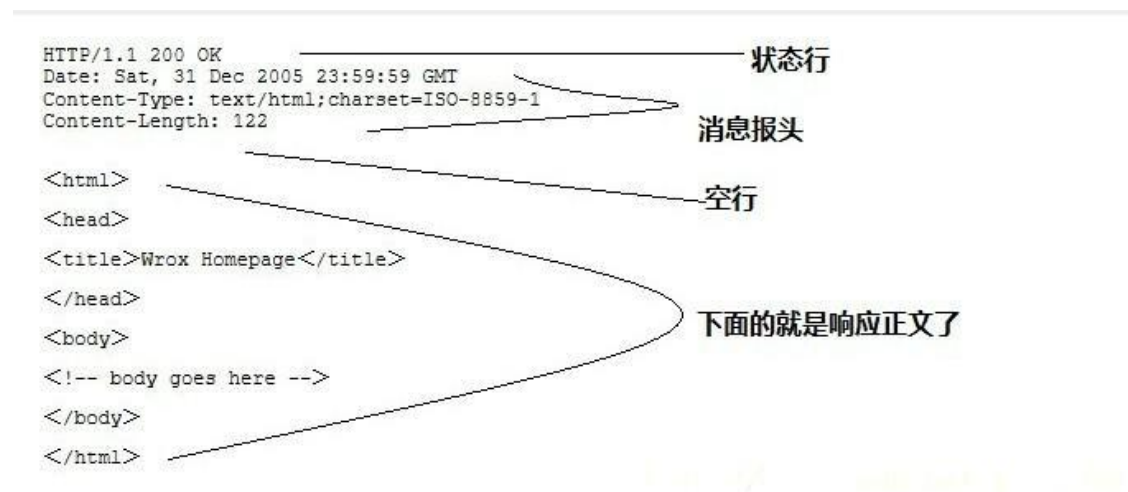 HTTP/1.1 200 OK
状态行
Date: Sat, 31 Dec 2005 23:59:59 GMT
Content-Type: text/html;charset=ISO-8859-1
Content-Length: 122
消息报头
空行
<html>
<head>
<title>Wrox Homepage</title>
</head>
<body>
下面的就是响应正文了
<!-- body goes here -->
</body>
</html>